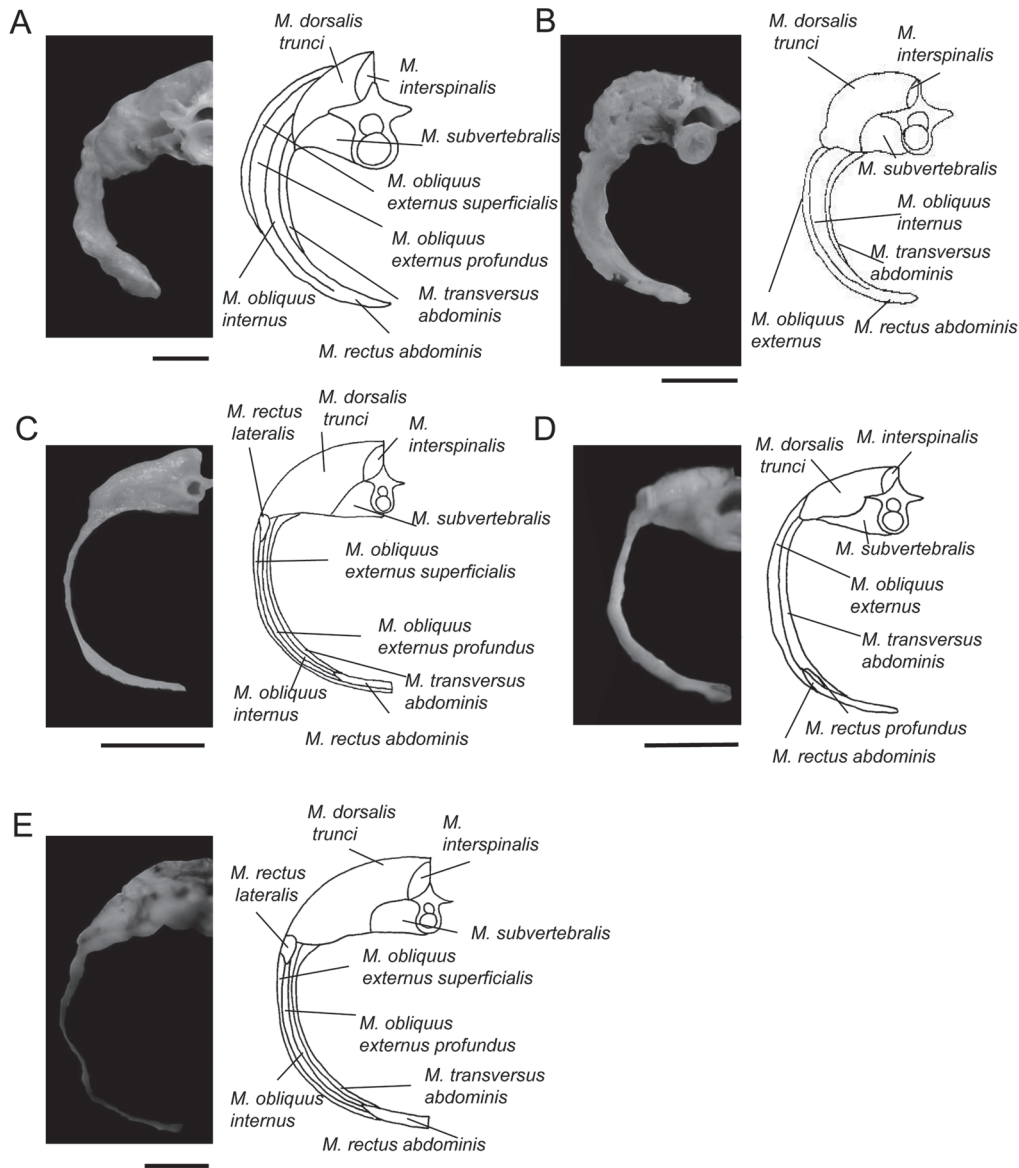 A
M. dorsalis
trunci
M.
interspinalis
M. subvertebralis
M. obliquus
externus superficialis
M. obliquus
externus profundus
M. obliquus
internus
M. transversus
abdominis
M. rectus abdominis
B
M. dorsalis
trunci
M.
interspinalis
M. subvertebralis
M. obliquus
internus
M. transversus
abdominis
M. obliquus
externus
M. rectus abdominis
C
M. rectus
lateralis
M. dorsalis
trunci
M.
interspinalis
M. subvertebralis
M. obliquus
externus superficialis
M. obliquus
externus profundus
M. obliquus
internus
M. transversus
abdominis
M. rectus abdominis
D
M. dorsalis
trunci
M. interspinalis
M. subvertebralis
M. obliquus
externus
M. transversus
abdominis
M. rectus profundus
M. rectus abdominis
E
M. dorsalis
trunci
M.
interspinalis
M. rectus
lateralis
M. subvertebralis
M. obliquus
externus superficialis
M. obliquus
externus profundus
M. transversus
abdominis
M. obliquus
internus
M. rectus abdominis